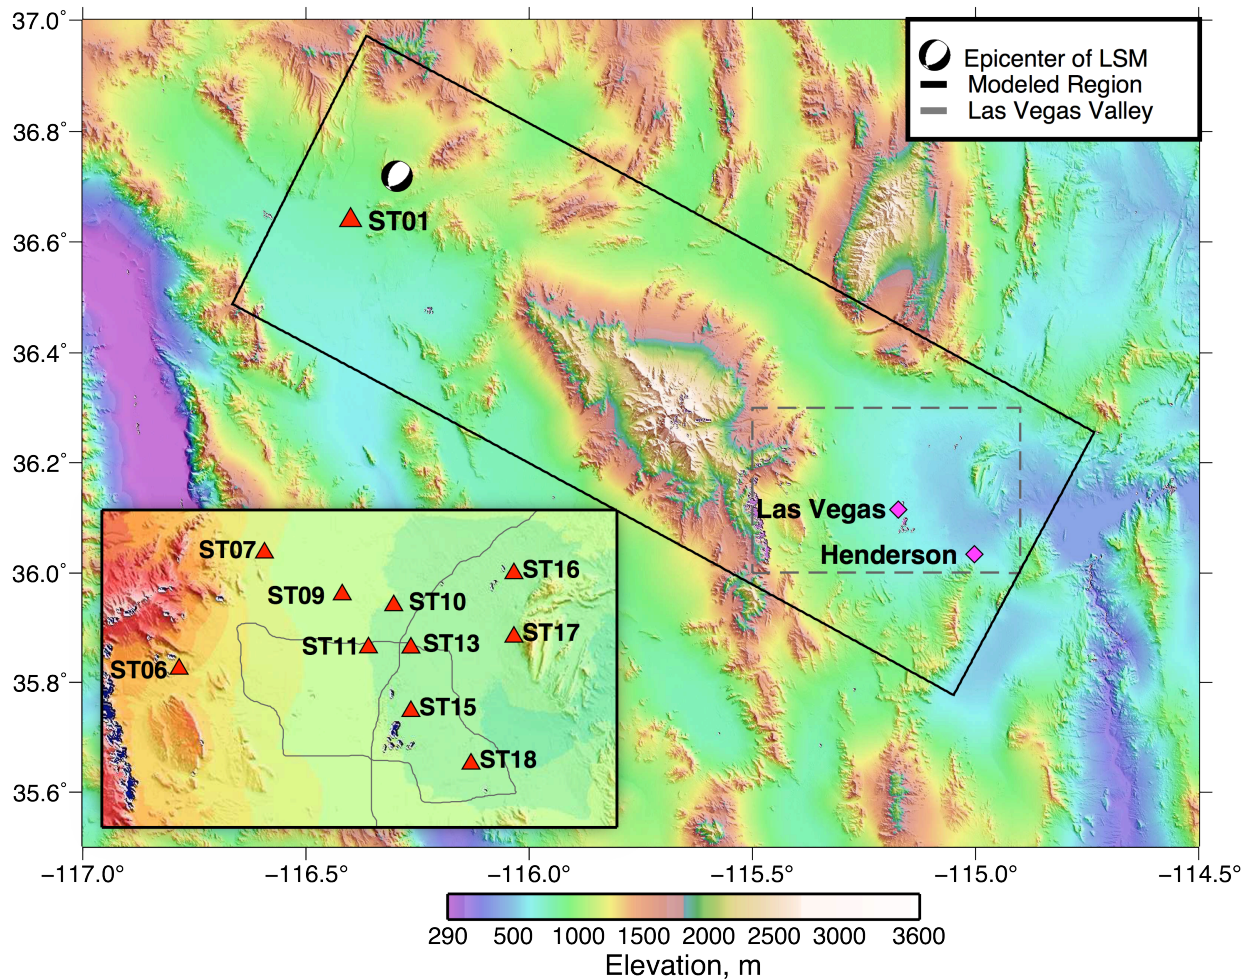 37.0°
36.8°
36.6°
36.4°
36.2°
36.0°
35.8°
35.6°
Epicenter of LSM
Modeled Region
Las Vegas Valley
ST01
Las Vegas
Henderson
ST07
ST16
ST09
ST10
ST17
ST11
ST13
ST06
ST15
ST18
−117.0° −116.5° −116.0° −115.5° −115.0° −114.5°
290 500 1000 1500 2000 2500 3000 3600
Elevation, m